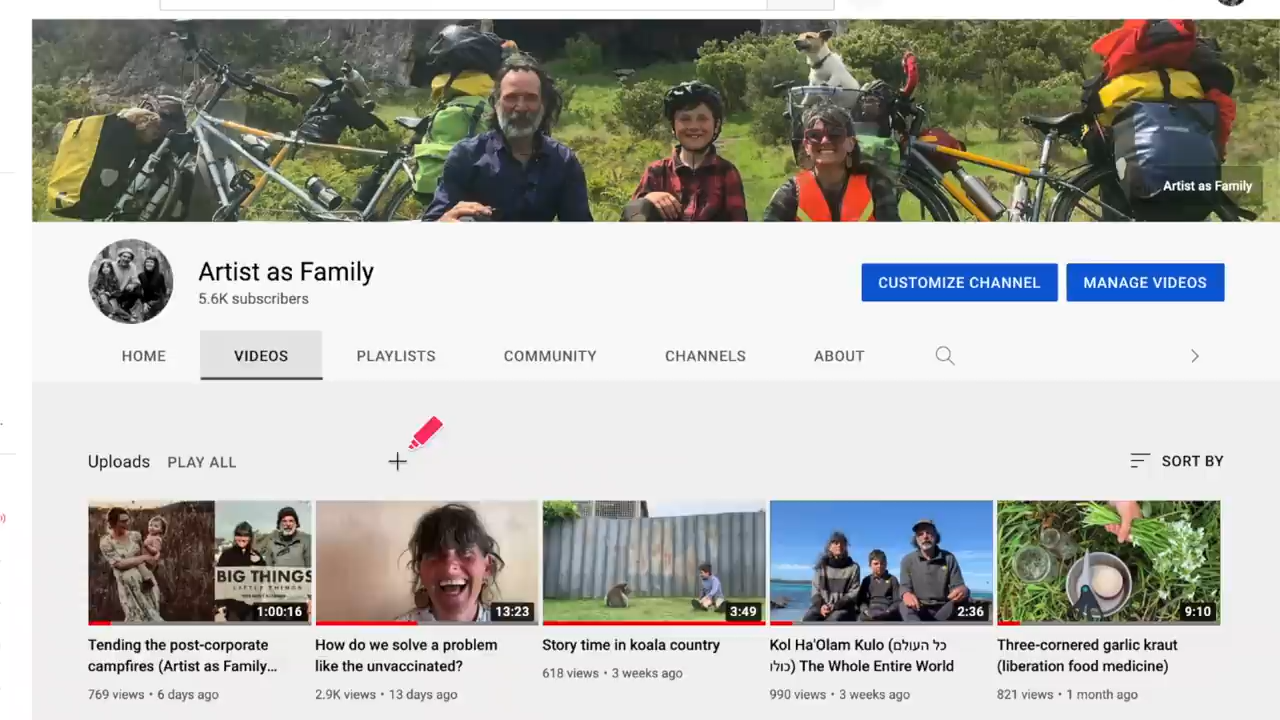 Artist as Family
Artist as Family
5.6K subscribers
CUSTOMIZE CHANNEL
MANAGE VIDEOS
HOME
VIDEOS
PLAYLISTS
COMMUNITY
CHANNELS
ABOUT
Uploads
PLAY ALL
SORT BY
BIG THINGS
LITTLE THINGS
1:00:16
13:23
3:49
2:36
9:10
Tending the post-corporate
campfires (Artist as Family...
769 views • 6 days ago
How do we solve a problem
like the unvaccinated?
2.9K views • 13 days ago
Story time in koala country
618 views • 3 weeks ago
Kol Ha'Olam Kulo (כל העולם
כולו) The Whole Entire World
990 views • 3 weeks ago
Three-cornered garlic kraut
(liberation food medicine)
821 views • 1 month ago